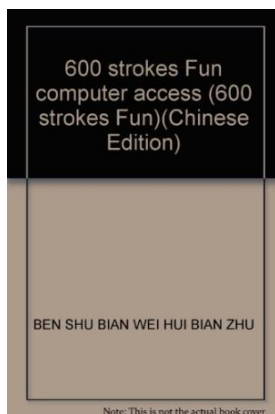 600 strokes Fun
computer access (600
strokes Fun)(Chinese
Edition)
BEN SHU BIAN WEI HUI BIAN ZHU
Note: This is not the actual book cover